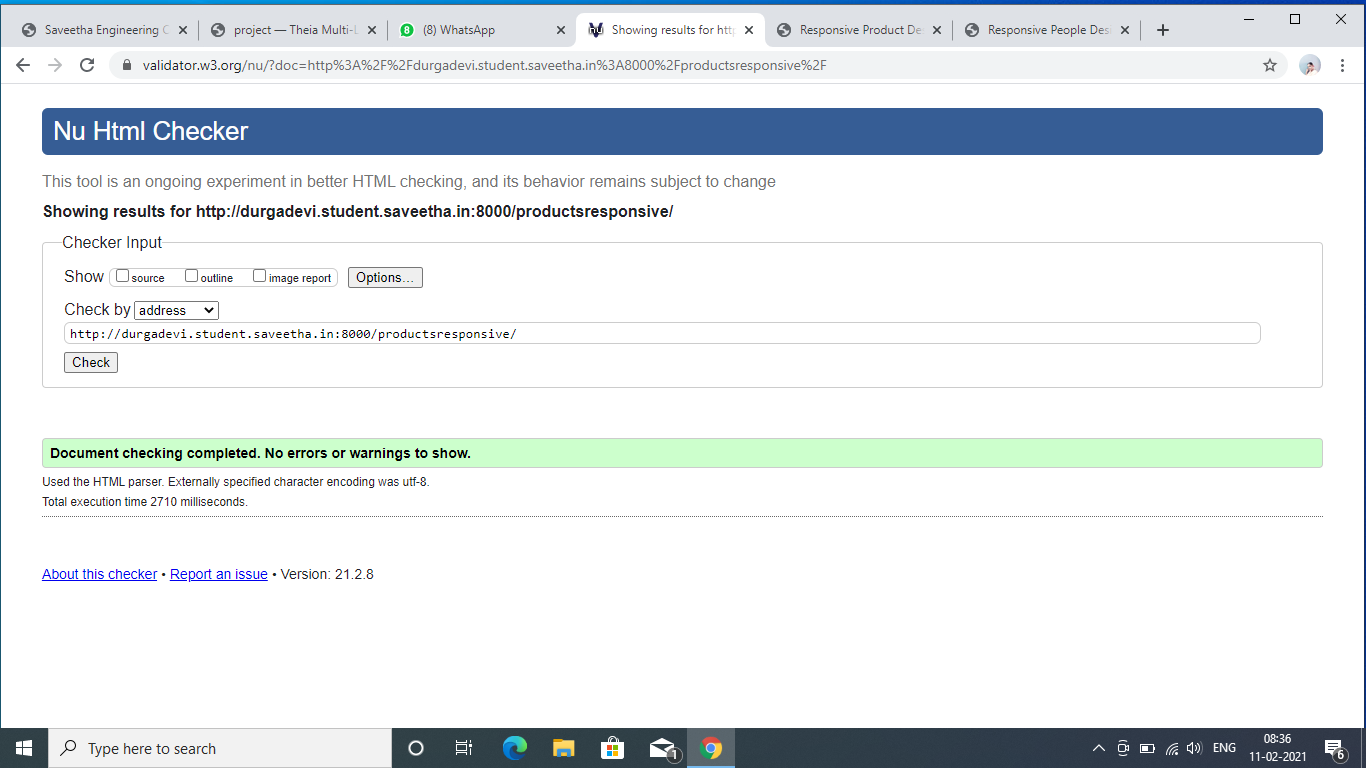 Saveetha Engineering C
project — Theia Multi-L
8 (8) WhatsApp
nu Showing results for http
Responsive Product De
Responsive People Des
validator.w3.org/nu/?doc=http%3A%2F%2Fdurgadevi.student.saveetha.in%3A8000%2Fproductsresponsive%2F
Nu Html Checker
This tool is an ongoing experiment in better HTML checking, and its behavior remains subject to change
Showing results for http://durgadevi.student.saveetha.in:8000/productsresponsive/
Checker Input
Show source outline image report Options...
Check by address
http://durgadevi.student.saveetha.in:8000/productsresponsive/
Check
Document checking completed. No errors or warnings to show.
Used the HTML parser. Externally specified character encoding was utf-8.
Total execution time 2710 milliseconds.
About this checker • Report an issue • Version: 21.2.8
Type here to search
1
ENG
08:36
11-02-2021
6